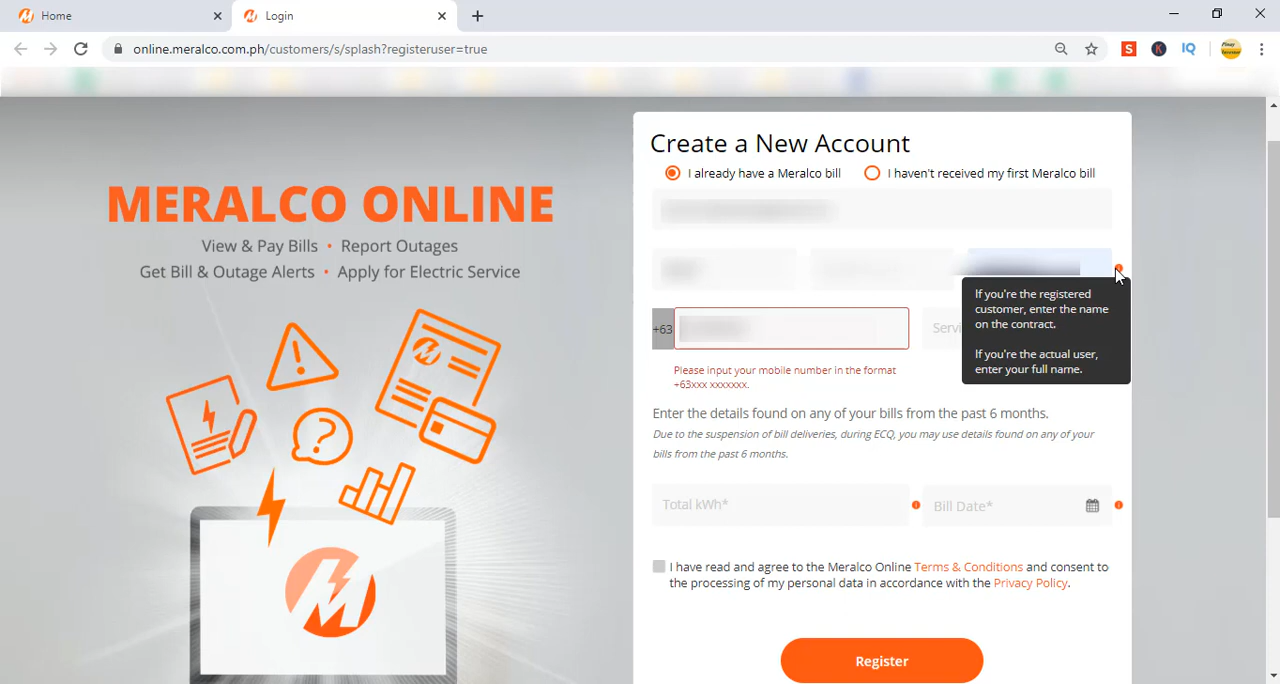 Home
Login
online.meralco.com.ph/customers/s/splash?registeruser=true
S
K
IQ
MERALCO ONLINE
View & Pay Bills • Report Outages
Get Bill & Outage Alerts • Apply for Electric Service
Create a New Account
I already have a Meralco bill
I haven't received my first Meralco bill
If you're the registered
customer, enter the name
on the contract.
If you're the actual user,
enter your full name.
+63
Servi
Please input your mobile number in the format
+63xxx xxxxxxx.
Enter the details found on any of your bills from the past 6 months.
Due to the suspension of bill deliveries, during ECQ, you may use details found on any of your
bills from the past 6 months.
Total kWh*
Bill Date*
I have read and agree to the Meralco Online Terms & Conditions and consent to
the processing of my personal data in accordance with the Privacy Policy.
Register